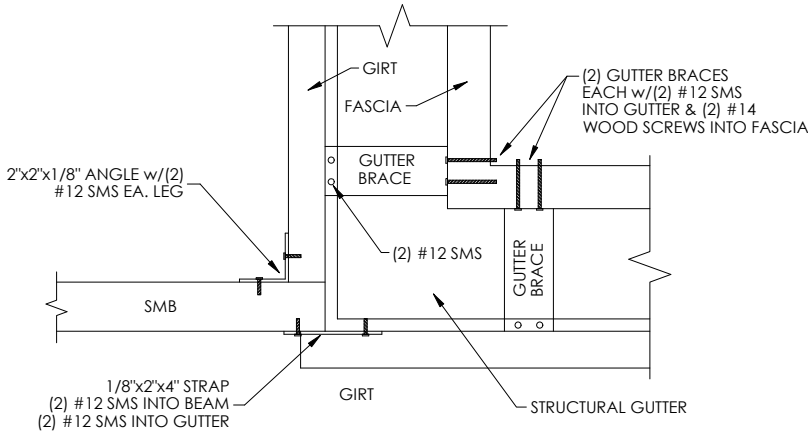 GIRT
FASCIA
(2) GUTTER BRACES
EACH w/(2) #12 SMS
INTO GUTTER & (2) #14
WOOD SCREWS INTO FASCIA
GUTTER
BRACE
2"x2"x1/8" ANGLE w/(2)
#12 SMS EA. LEG
(2) #12 SMS
GUTTER
BRACE
SMB
1/8"x2"x4" STRAP
(2) #12 SMS INTO BEAM
(2) #12 SMS INTO GUTTER
GIRT
STRUCTURAL GUTTER